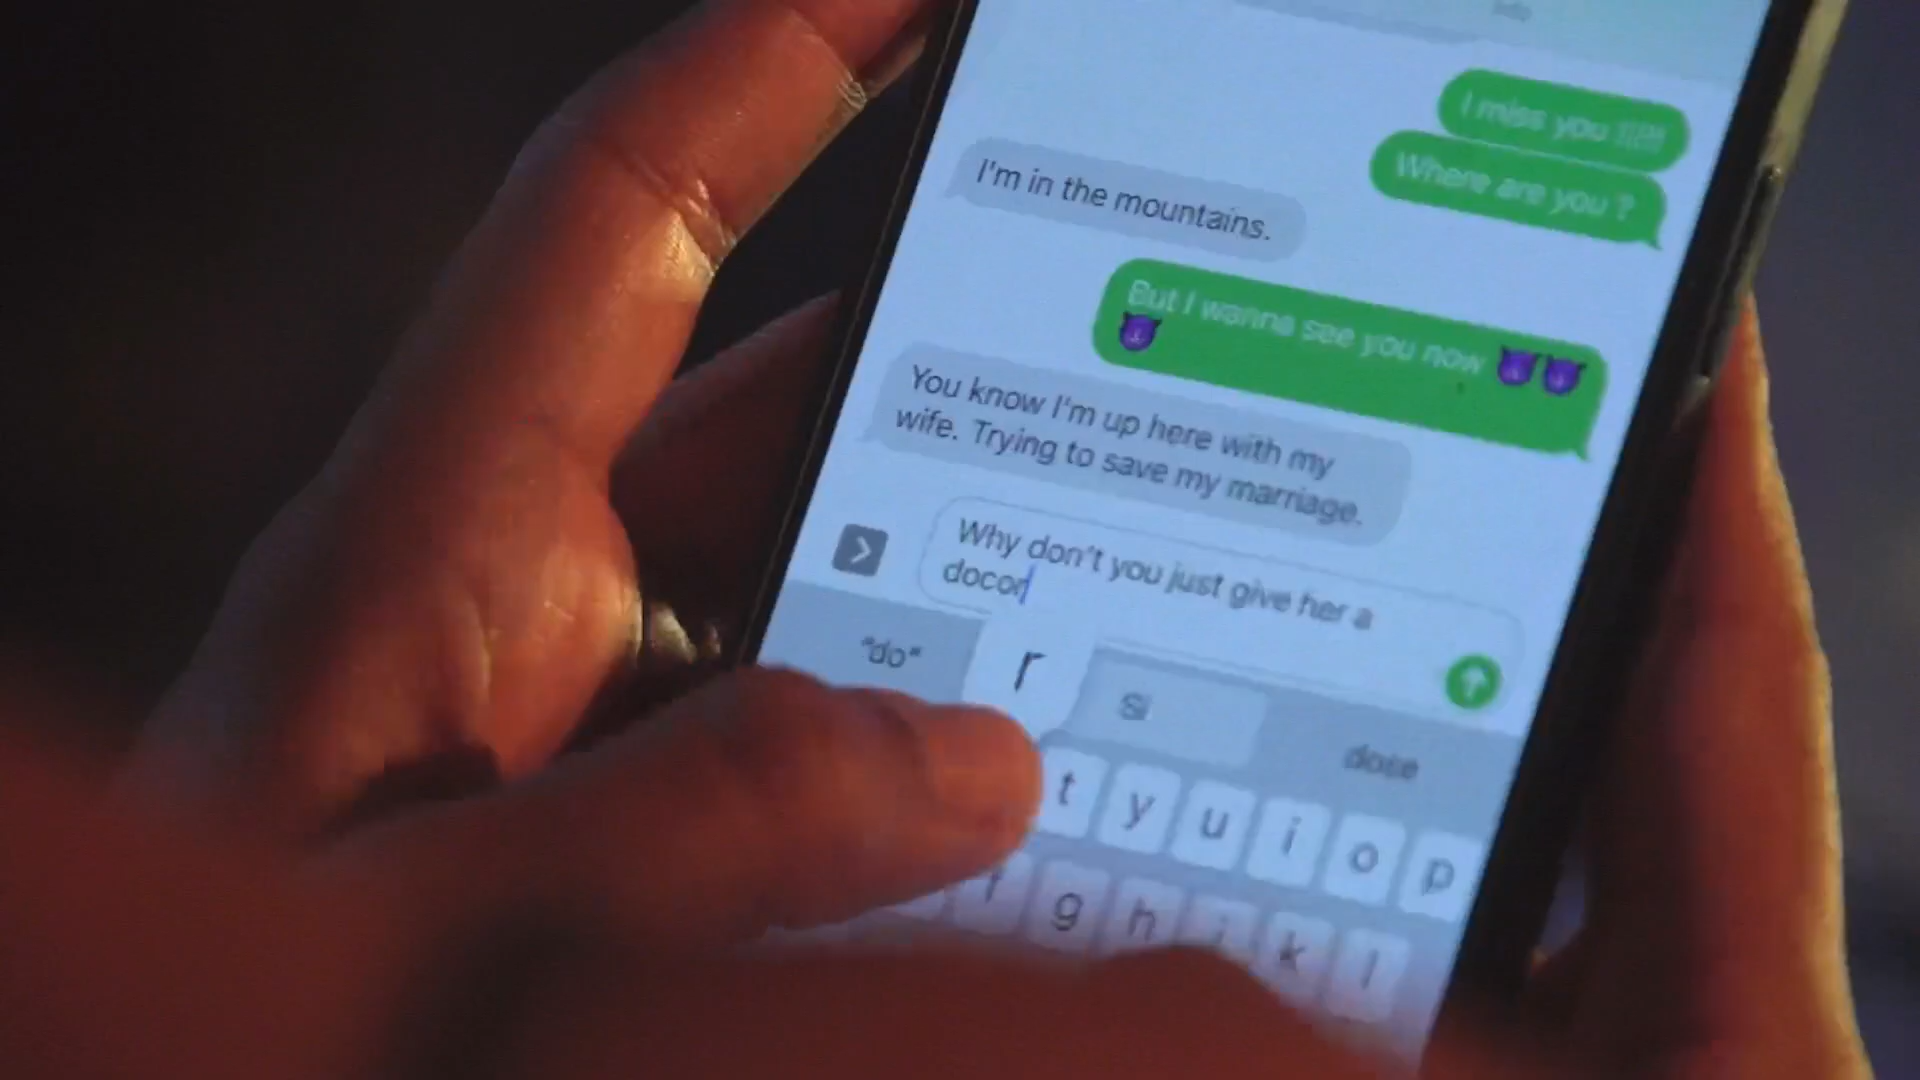 I miss you !!!!!
Where are you ?
I'm in the mountains.
But I wanna see you now 😈😈
😈
You know I'm up here with my
wife. Trying to save my marriage.
Why don't you just give her a
docor
"do"
r
si
dose
t y u i o p
f g h j k l